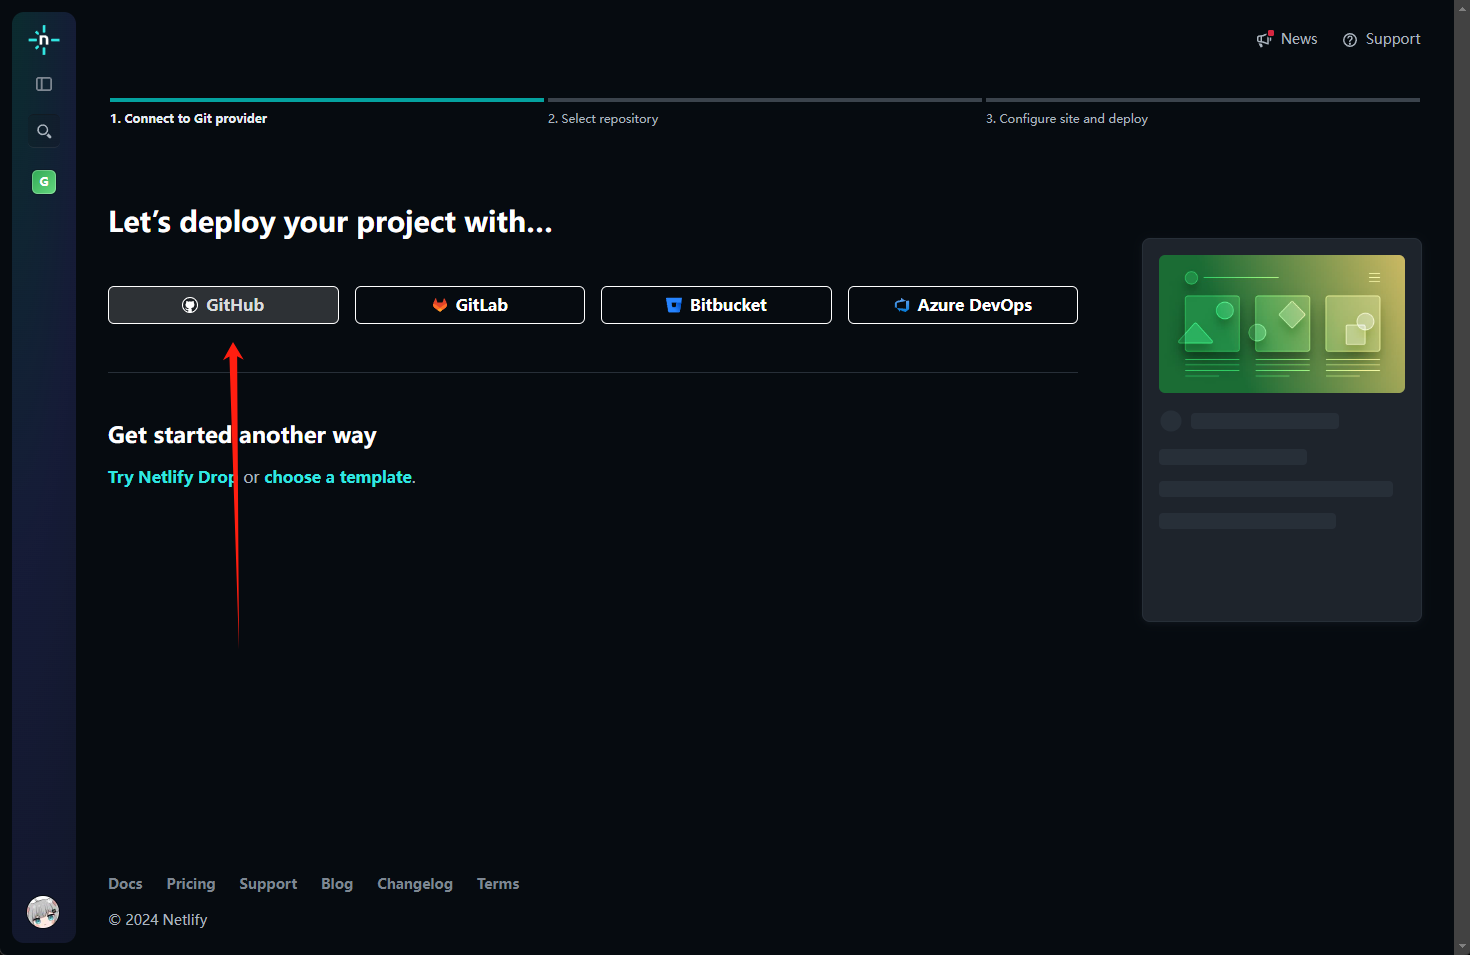 n
News
Support
1. Connect to Git provider
2. Select repository
3. Configure site and deploy
G
Let’s deploy your project with…
GitHub
GitLab
Bitbucket
Azure DevOps
Get started another way
Try Netlify Drop or choose a template.
Docs
Pricing
Support
Blog
Changelog
Terms
© 2024 Netlify